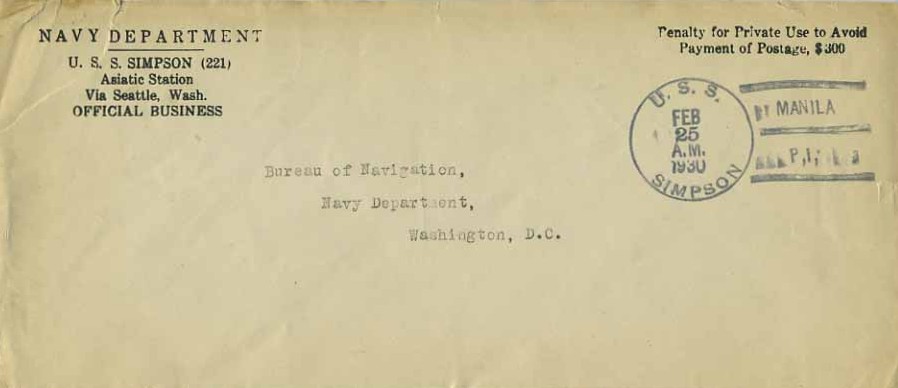 NAVY DEPARTMENT
U. S. S. SIMPSON (221)
Asiatic Station
Via Seattle, Wash.
OFFICIAL BUSINESS
Penalty for Private Use to Avoid
Payment of Postage, $300
U. S. S.
FEB
25
A.M.
1930
SIMPSON
MANILA
P.I.
Bureau of Navigation,
Navy Department,
Washington, D.C.